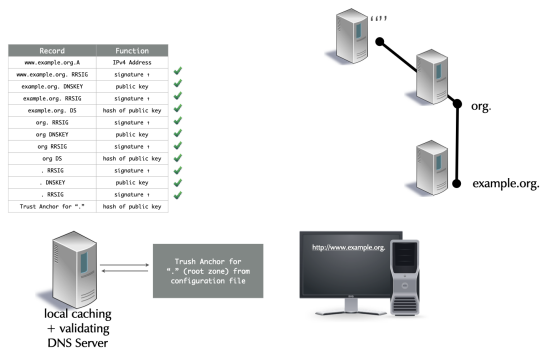 Record Function
www.example.org.A IPv4 Address
www.example.org. RRSIG signature ↑
example.org. DNSKEY public key
example.org. RRSIG signature ↑
example.org. DS hash of public key
org. RRSIG signature ↑
org DNSKEY public key
org RRSIG signature ↑
org DS hash of public key
. RRSIG signature ↑
. DNSKEY public key
. RRSIG signature ↑
Trust Anchor for “.” hash of public key
“.”
org.
example.org.
Trush Anchor for
“.” (root zone) from
configuration file
http://www.example.org.
local caching
+ validating
DNS Server